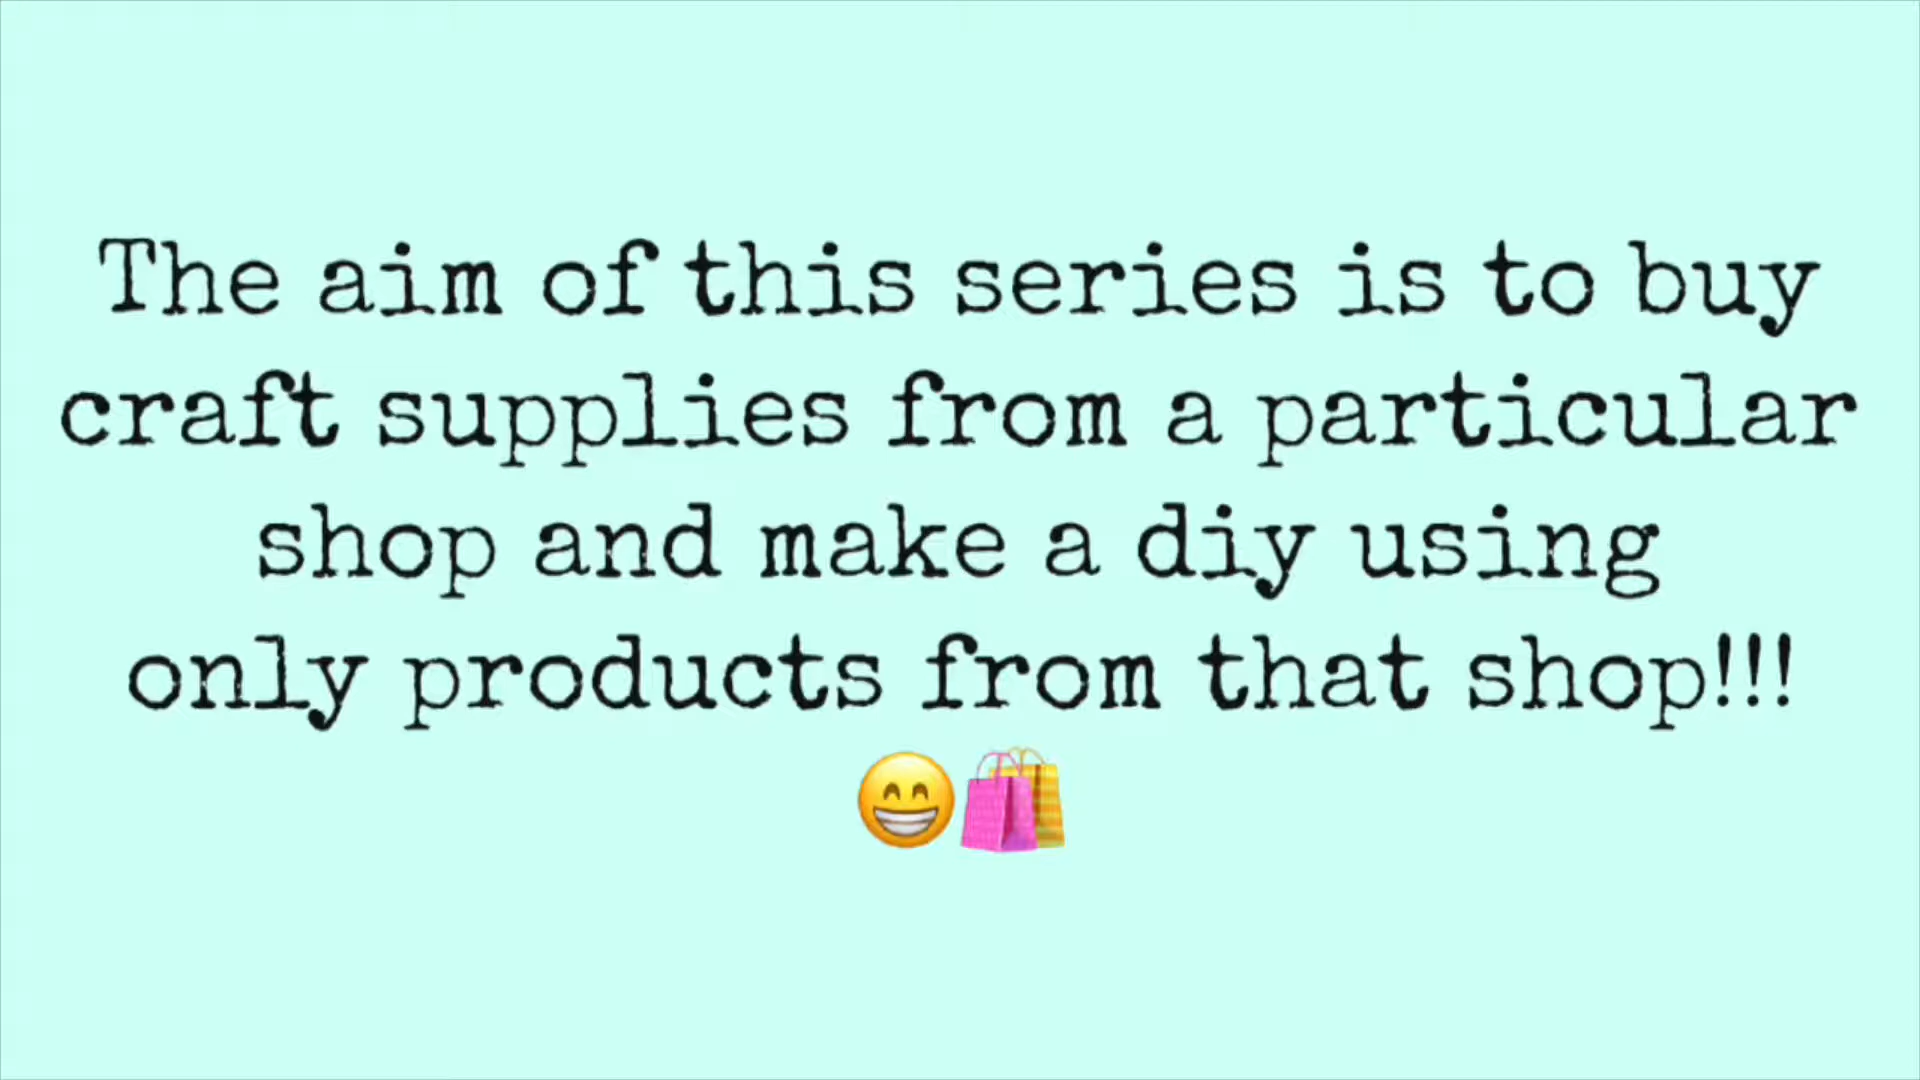 The aim of this series is to buy
craft supplies from a particular
shop and make a diy using
only products from that shop!!!
😁🛍️